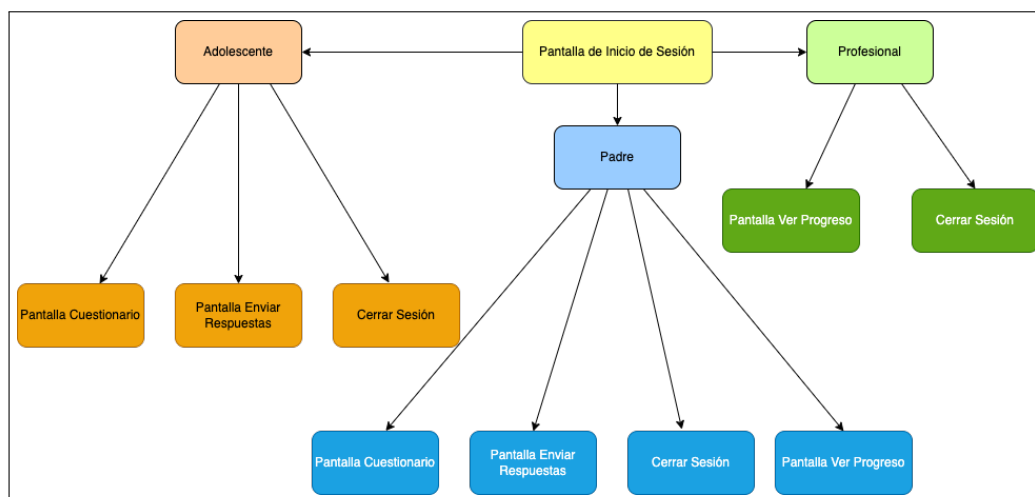 Adolescente
Pantalla de Inicio de Sesión
Profesional
Padre
Pantalla Ver Progreso
Cerrar Sesión
Pantalla Cuestionario
Pantalla Enviar
Respuestas
Cerrar Sesión
Pantalla Cuestionario
Pantalla Enviar
Respuestas
Cerrar Sesión
Pantalla Ver Progreso